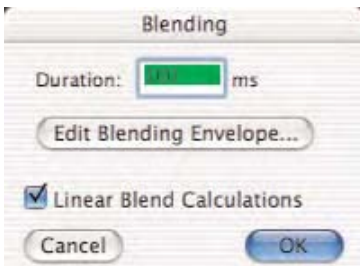 Blending
Duration: ms
Edit Blending Envelope...
Linear Blend Calculations
Cancel OK